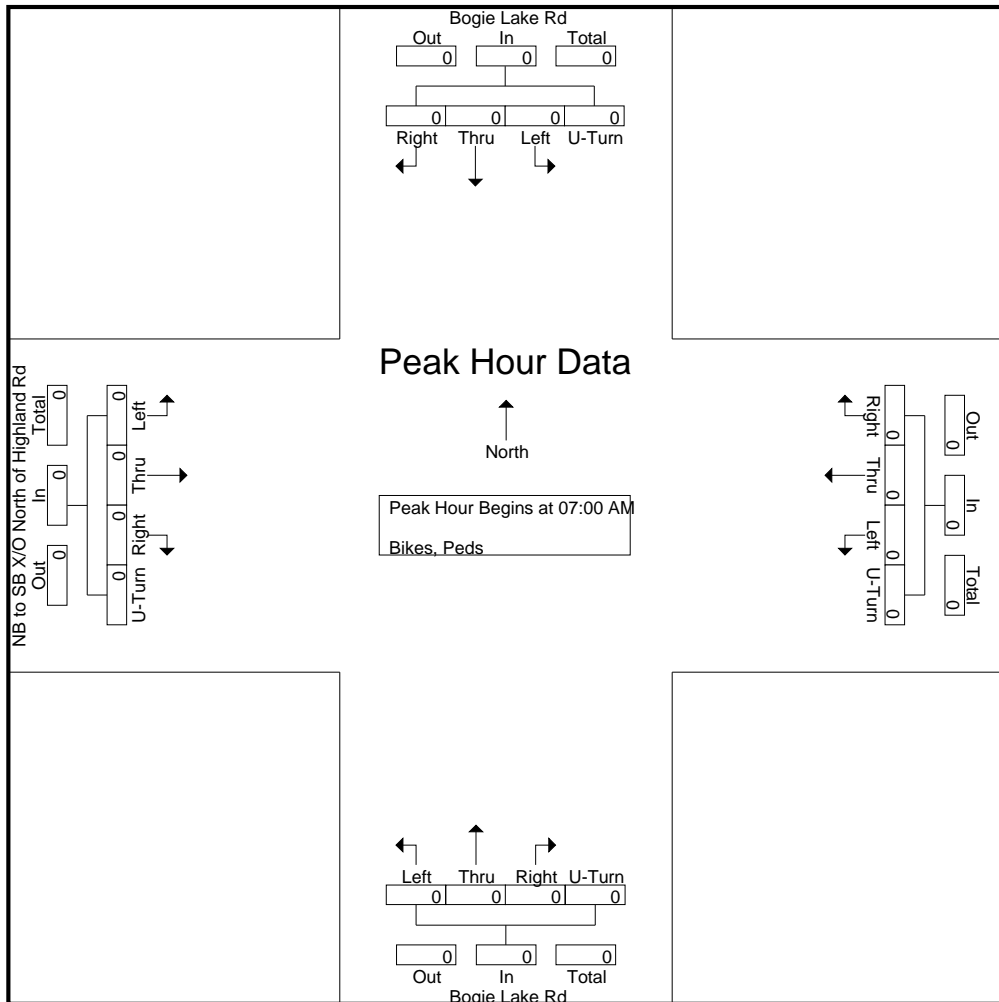 Bogie Lake Rd
Out In Total
0 0 0
0 0 0 0
Right Thru Left U-Turn
Peak Hour Data
North
Peak Hour Begins at 07:00 AM
Bikes, Peds
NB to SB X/O North of Highland Rd
Out In Total
0 0 0
0 0 0 0
U-Turn Right Thru Left
Out In Total
0 0 0
0 0 0 0
Right Thru Left U-Turn
Left Thru Right U-Turn
0 0 0 0
0 0 0
Out In Total
Bogie Lake Rd